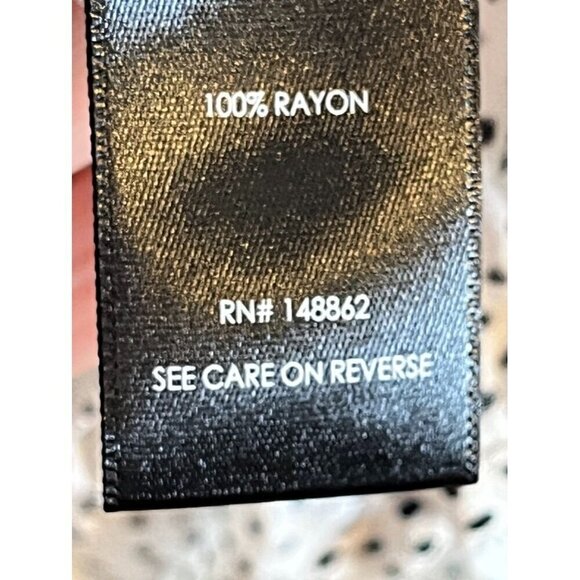 100% RAYON
RN# 148862
SEE CARE ON REVERSE